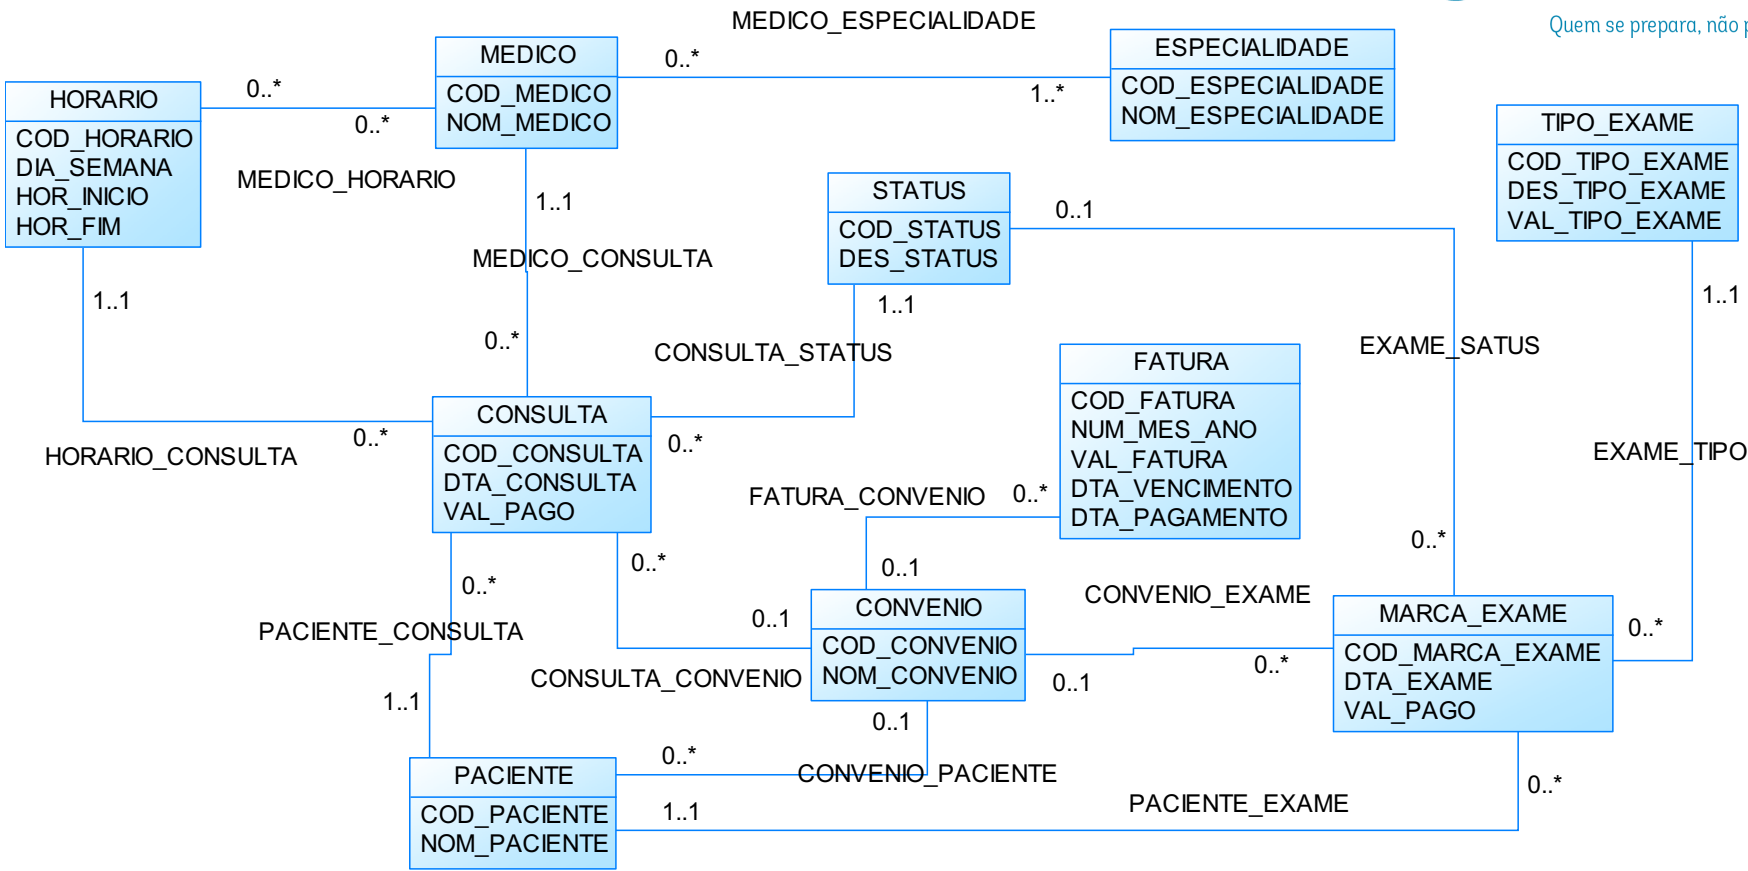 Quem se prepara, não
MEDICO_ESPECIALIDADE
MEDICO
COD_MEDICO
NOM_MEDICO
0..*
1..*
ESPECIALIDADE
COD_ESPECIALIDADE
NOM_ESPECIALIDADE
HORARIO
COD_HORARIO
DIA_SEMANA
HOR_INICIO
HOR_FIM
0..*
0..*
MEDICO_HORARIO
TIPO_EXAME
COD_TIPO_EXAME
DES_TIPO_EXAME
VAL_TIPO_EXAME
STATUS
COD_STATUS
DES_STATUS
0..1
1..1
MEDICO_CONSULTA
0..*
1..1
1..1
CONSULTA_STATUS
1..1
EXAME_SATUS
EXAME_TIPO
FATURA
COD_FATURA
NUM_MES_ANO
VAL_FATURA
DTA_VENCIMENTO
DTA_PAGAMENTO
CONSULTA
COD_CONSULTA
DTA_CONSULTA
VAL_PAGO
0..*
HORARIO_CONSULTA
0..*
FATURA_CONVENIO
0..*
0..1
0..*
0..*
0..*
PACIENTE_CONSULTA
1..1
0..1
CONSULTA_CONVENIO
CONVENIO
COD_CONVENIO
NOM_CONVENIO
CONVENIO_EXAME
0..1
0..*
MARCA_EXAME
COD_MARCA_EXAME
DTA_EXAME
VAL_PAGO
0..*
0..1
0..*
CONVENIO_PACIENTE
PACIENTE
COD_PACIENTE
NOM_PACIENTE
1..1
PACIENTE_EXAME
0..*